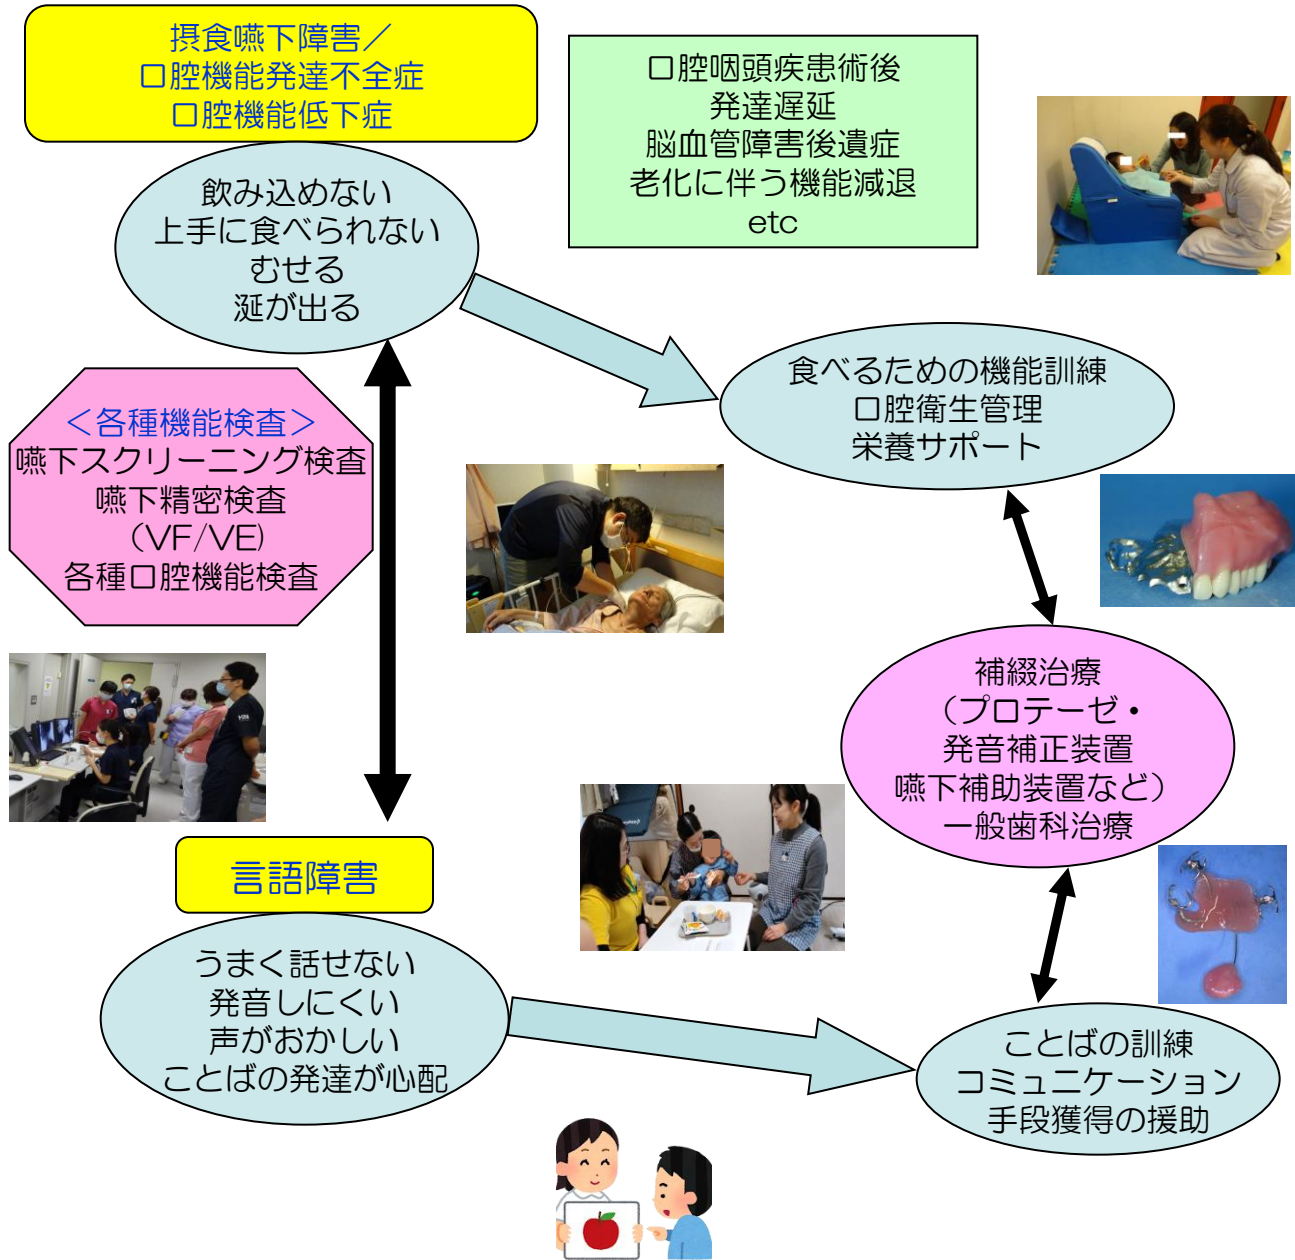 摂食嚥下障害／
口腔機能発達不全症
口腔機能低下症
口腔咽頭疾患術後
発達遅延
脳血管障害後遺症
老化に伴う機能減退
etc
飲み込めない
上手に食べられない
むせる
涎が出る
食べるための機能訓練
口腔衛生管理
栄養サポート
＜各種機能検査＞
嚥下スクリーニング検査
嚥下精密検査
（VF/VE)
各種口腔機能検査
補綴治療
（プロテーゼ・
発音補正装置
嚥下補助装置など）
一般歯科治療
言語障害
うまく話せない
発音しにくい
声がおかしい
ことばの発達が心配
ことばの訓練
コミュニケーション
手段獲得の援助